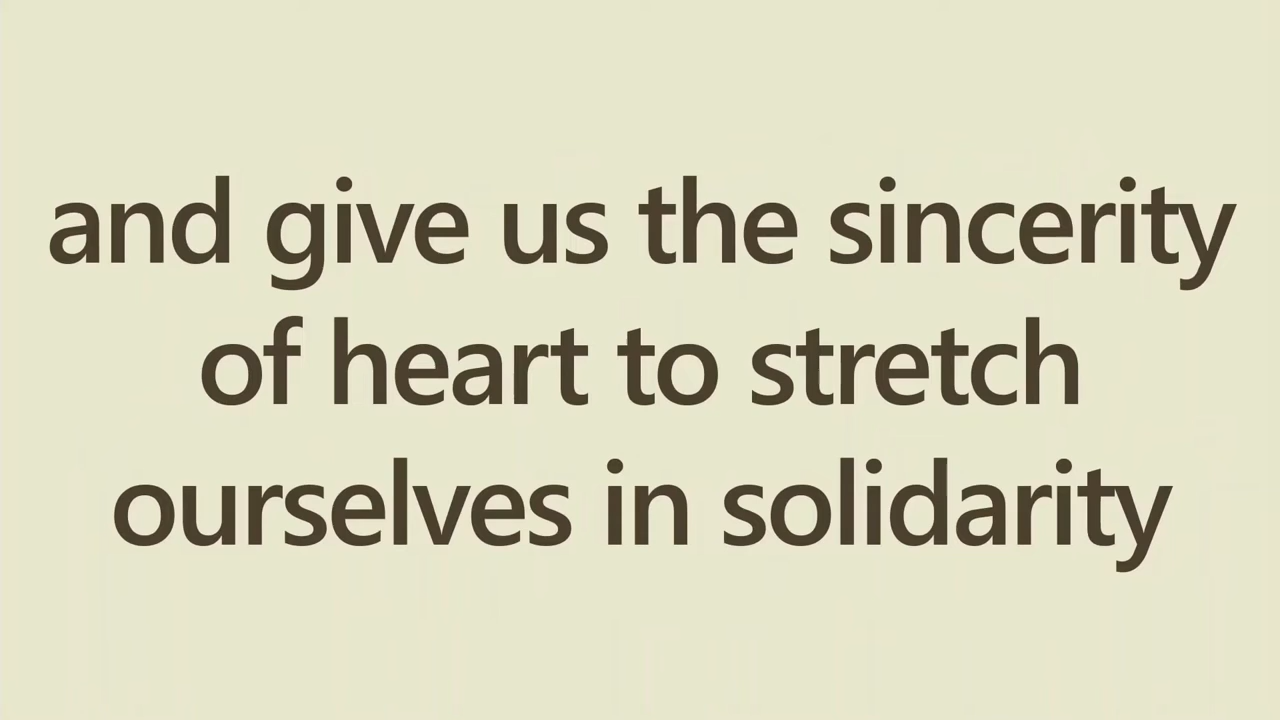 and give us the sincerity
of heart to stretch
ourselves in solidarity